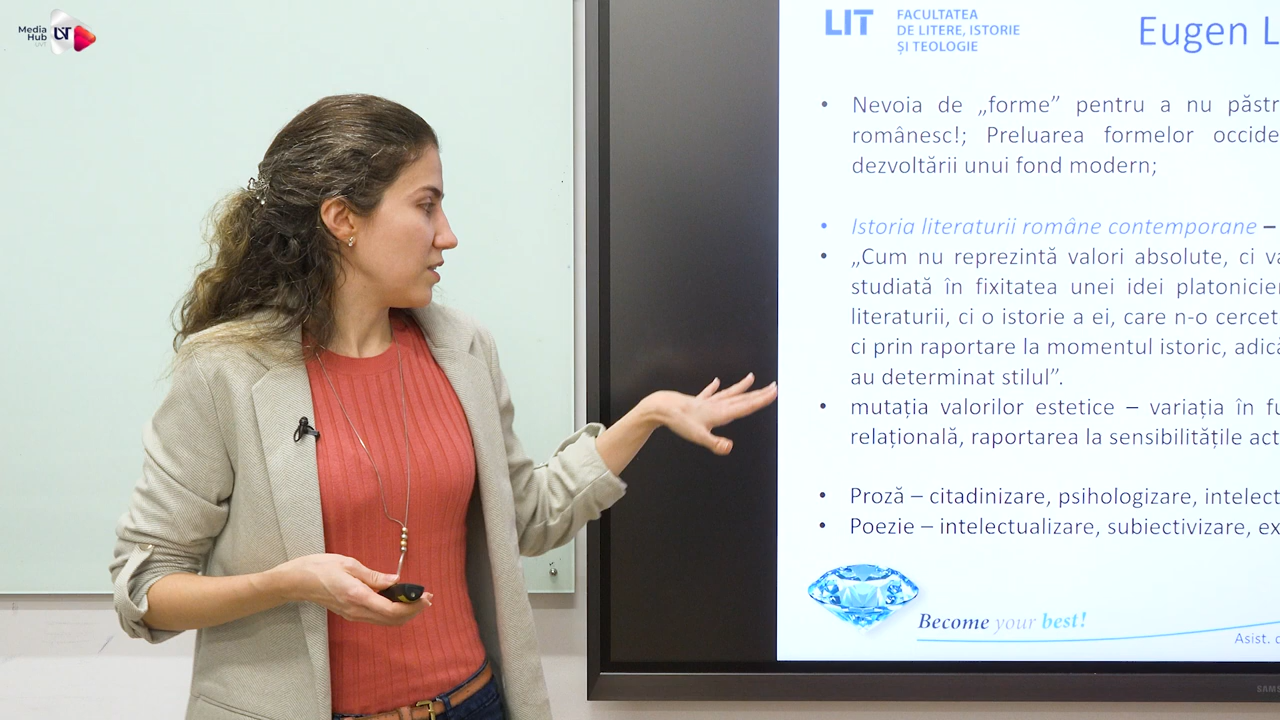 Media
Hub
UVT
LIT
FACULTATEA
DE LITERE, ISTORIE
ȘI TEOLOGIE
Eugen L
• Nevoia de „forme” pentru a nu păstr
românesc!; Preluarea formelor occide
dezvoltării unui fond modern;
• Istoria literaturii române contemporane –
• „Cum nu reprezintă valori absolute, ci va
studiată în fixitatea unei idei platonicien
literaturii, ci o istorie a ei, care n-o cercet
ci prin raportare la momentul istoric, adică
au determinat stilul”.
• mutația valorilor estetice – variația în fu
relațională, raportarea la sensibilitățile act
• Proză – citadinizare, psihologizare, intelect
• Poezie – intelectualizare, subiectivizare, ex
Become your best!
Asist. d
SAMS